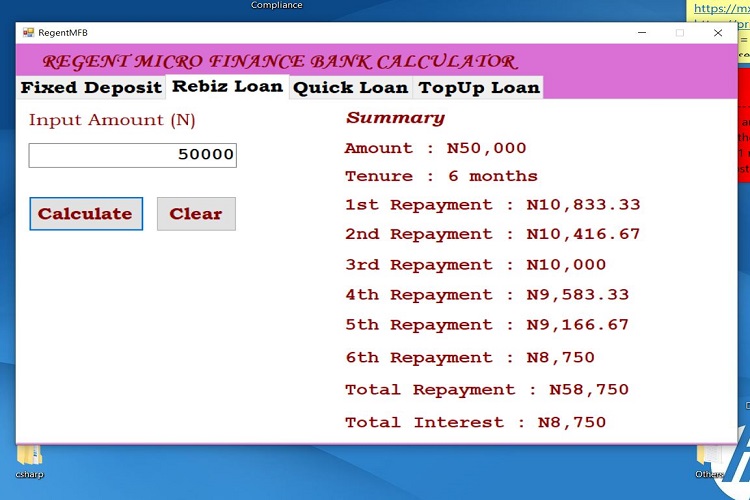 Compliance
https://mx
RegentMFB
REGENT MICRO FINANCE BANK CALCULATOR
Fixed Deposit Rebiz Loan Quick Loan TopUp Loan
Input Amount (N)
50000
Calculate Clear
Summary
Amount : N50,000
Tenure : 6 months
1st Repayment : N10,833.33
2nd Repayment : N10,416.67
3rd Repayment : N10,000
4th Repayment : N9,583.33
5th Repayment : N9,166.67
6th Repayment : N8,750
Total Repayment : N58,750
Total Interest : N8,750
csharp
Others